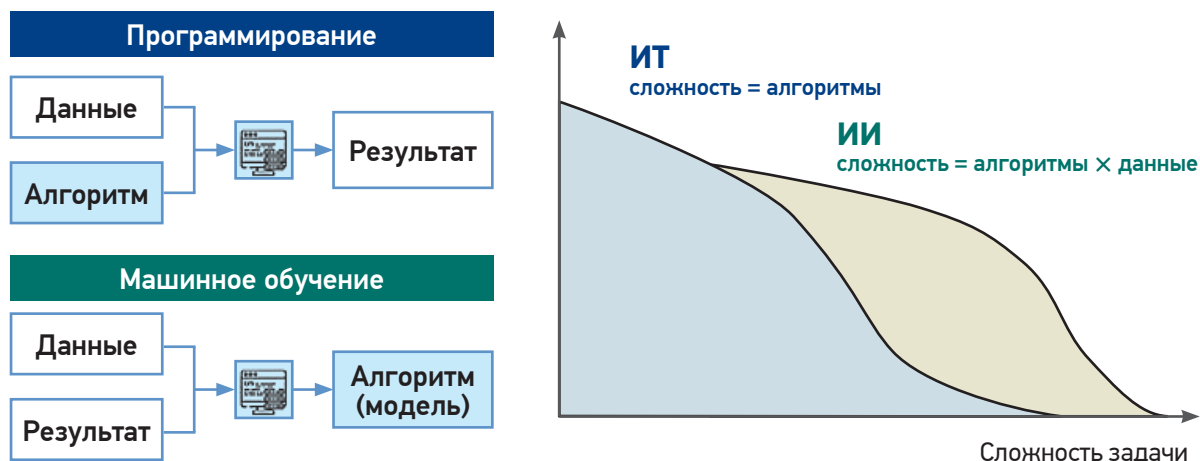 Программирование
Данные
Алгоритм
Результат
Машинное обучение
Данные
Результат
Алгоритм
(модель)
ИТ
сложность = алгоритмы
ИИ
сложность = алгоритмы × данные
Сложность задачи